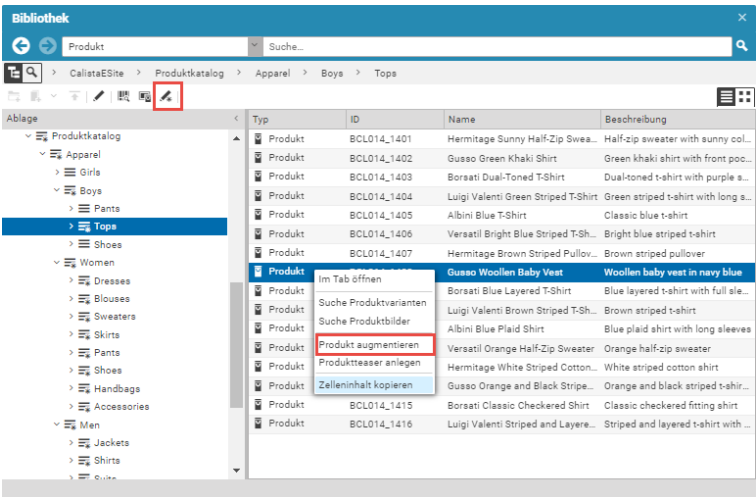 Bibliothek
Produkt
Suche...
CalistaESite > Produktkatalog > Apparel > Boys > Tops
Ablage
Typ ID Name Beschreibung
Produktkatalog
Apparel
Girls
Boys
Pants
Tops
Shoes
Women
Dresses
Blouses
Sweaters
Skirts
Pants
Shoes
Handbags
Accessories
Men
Jackets
Shirts
Suits
Produkt BCL014_1401 Hermitage Sunny Half-Zip Swea... Half-zip sweater with sunny col...
Produkt BCL014_1402 Gusso Green Khaki Shirt Green khaki shirt with front poc...
Produkt BCL014_1403 Borsati Dual-Toned T-Shirt Dual-toned t-shirt with purple s...
Produkt BCL014_1404 Luigi Valenti Green Striped T-Shirt Green striped t-shirt with long s...
Produkt BCL014_1405 Albini Blue T-Shirt Classic blue t-shirt
Produkt BCL014_1406 Versatil Bright Blue Striped T-Sh... Bright blue striped t-shirt
Produkt BCL014_1407 Hermitage Brown Striped Pullov... Brown striped pullover
Produkt Gusso Woollen Baby Vest Woollen baby vest in navy blue
Produkt Borsati Blue Layered T-Shirt Blue layered t-shirt with full sle...
Produkt Luigi Valenti Brown Striped T-Sh... Brown striped t-shirt
Produkt Albini Blue Plaid Shirt Blue plaid shirt with long sleeves
Produkt Versatil Orange Half-Zip Sweater Orange half-zip sweater
Produkt Hermitage White Striped Cotton... White striped cotton shirt
Produkt Gusso Orange and Black Stripe... Orange and black striped t-shir...
Produkt BCL014_1415 Borsati Classic Checkered Shirt Classic checkered fitting shirt
Produkt BCL014_1416 Luigi Valenti Striped and Layere... Striped and layered t-shirt with ...
Im Tab öffnen
Suche Produktvarianten
Suche Produktbilder
Produkt augmentieren
Produktteaser anlegen
Zelleninhalt kopieren